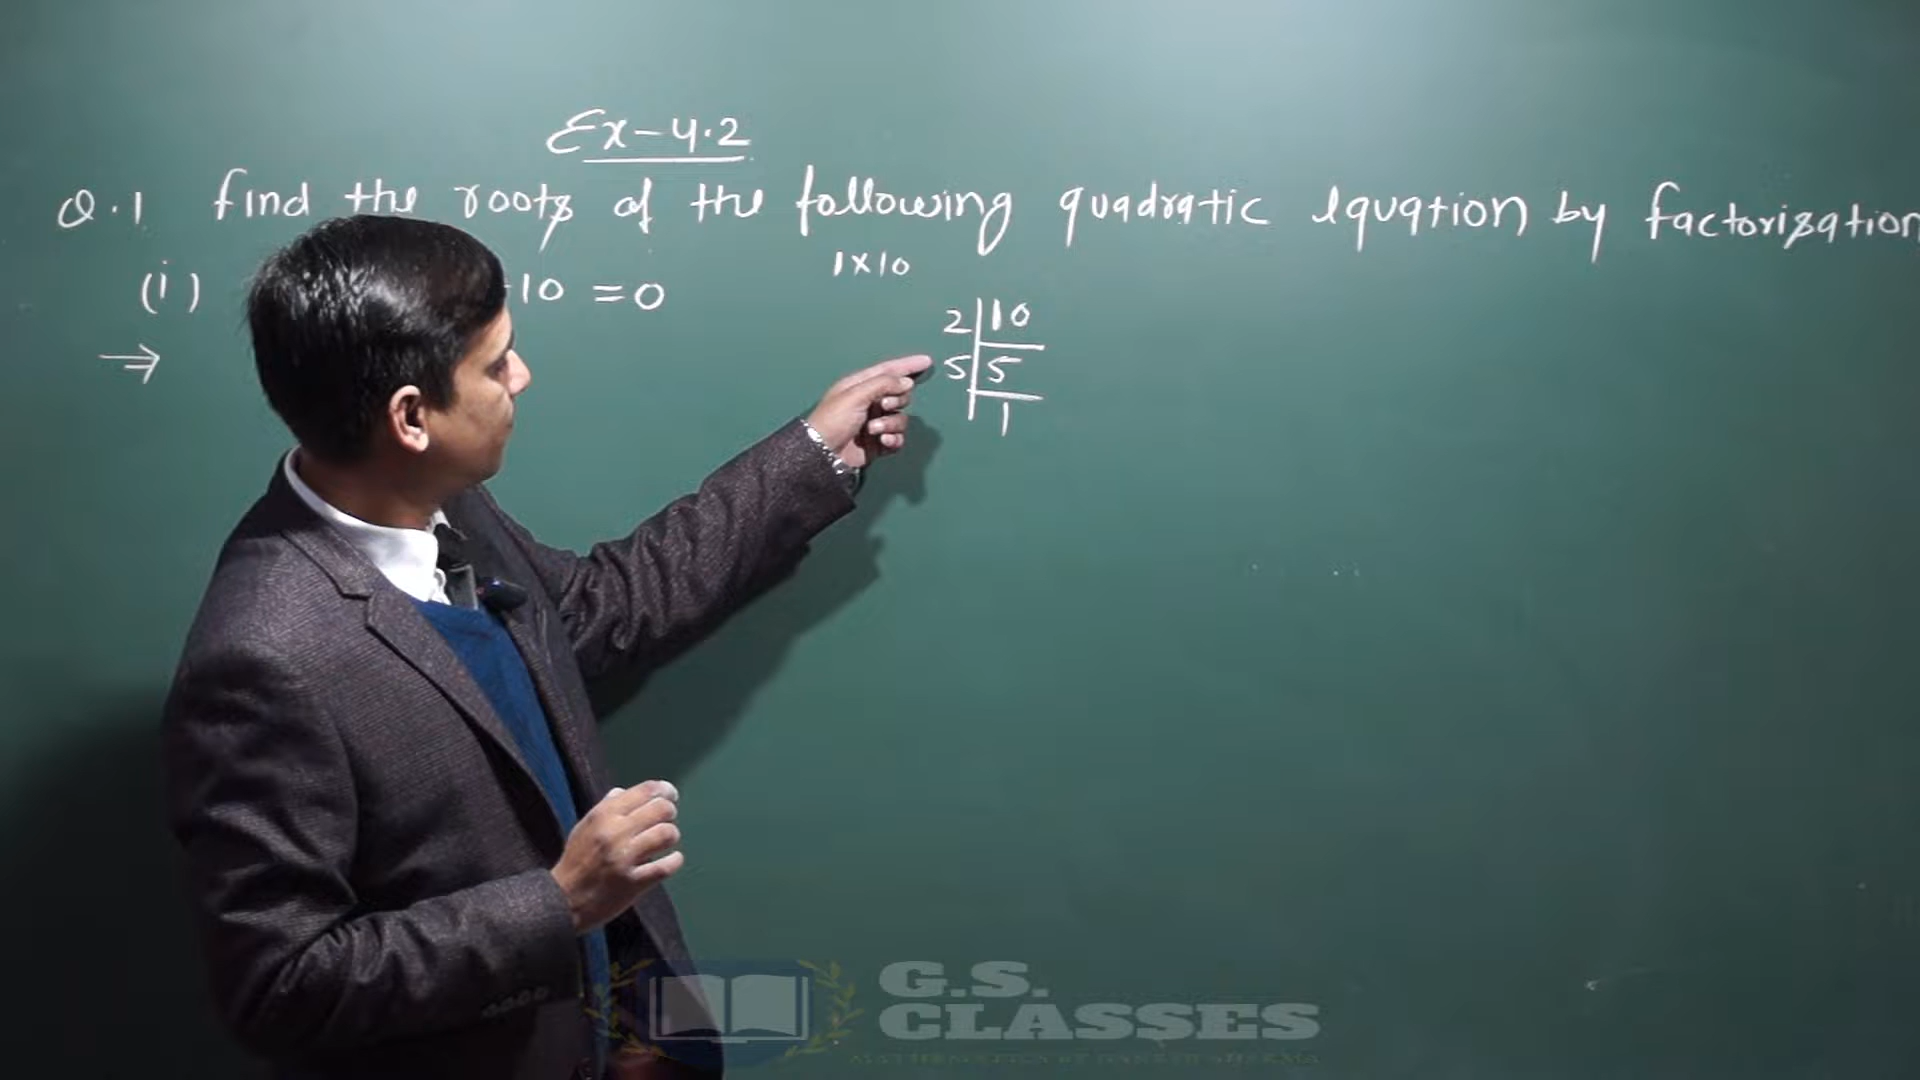 Ex-4.2
Q.1 find the roots of the following quadratic equation by factorization
1x10
(i) 10 =0
2 | 10
5 | 5
1
G.S.
CLASSES